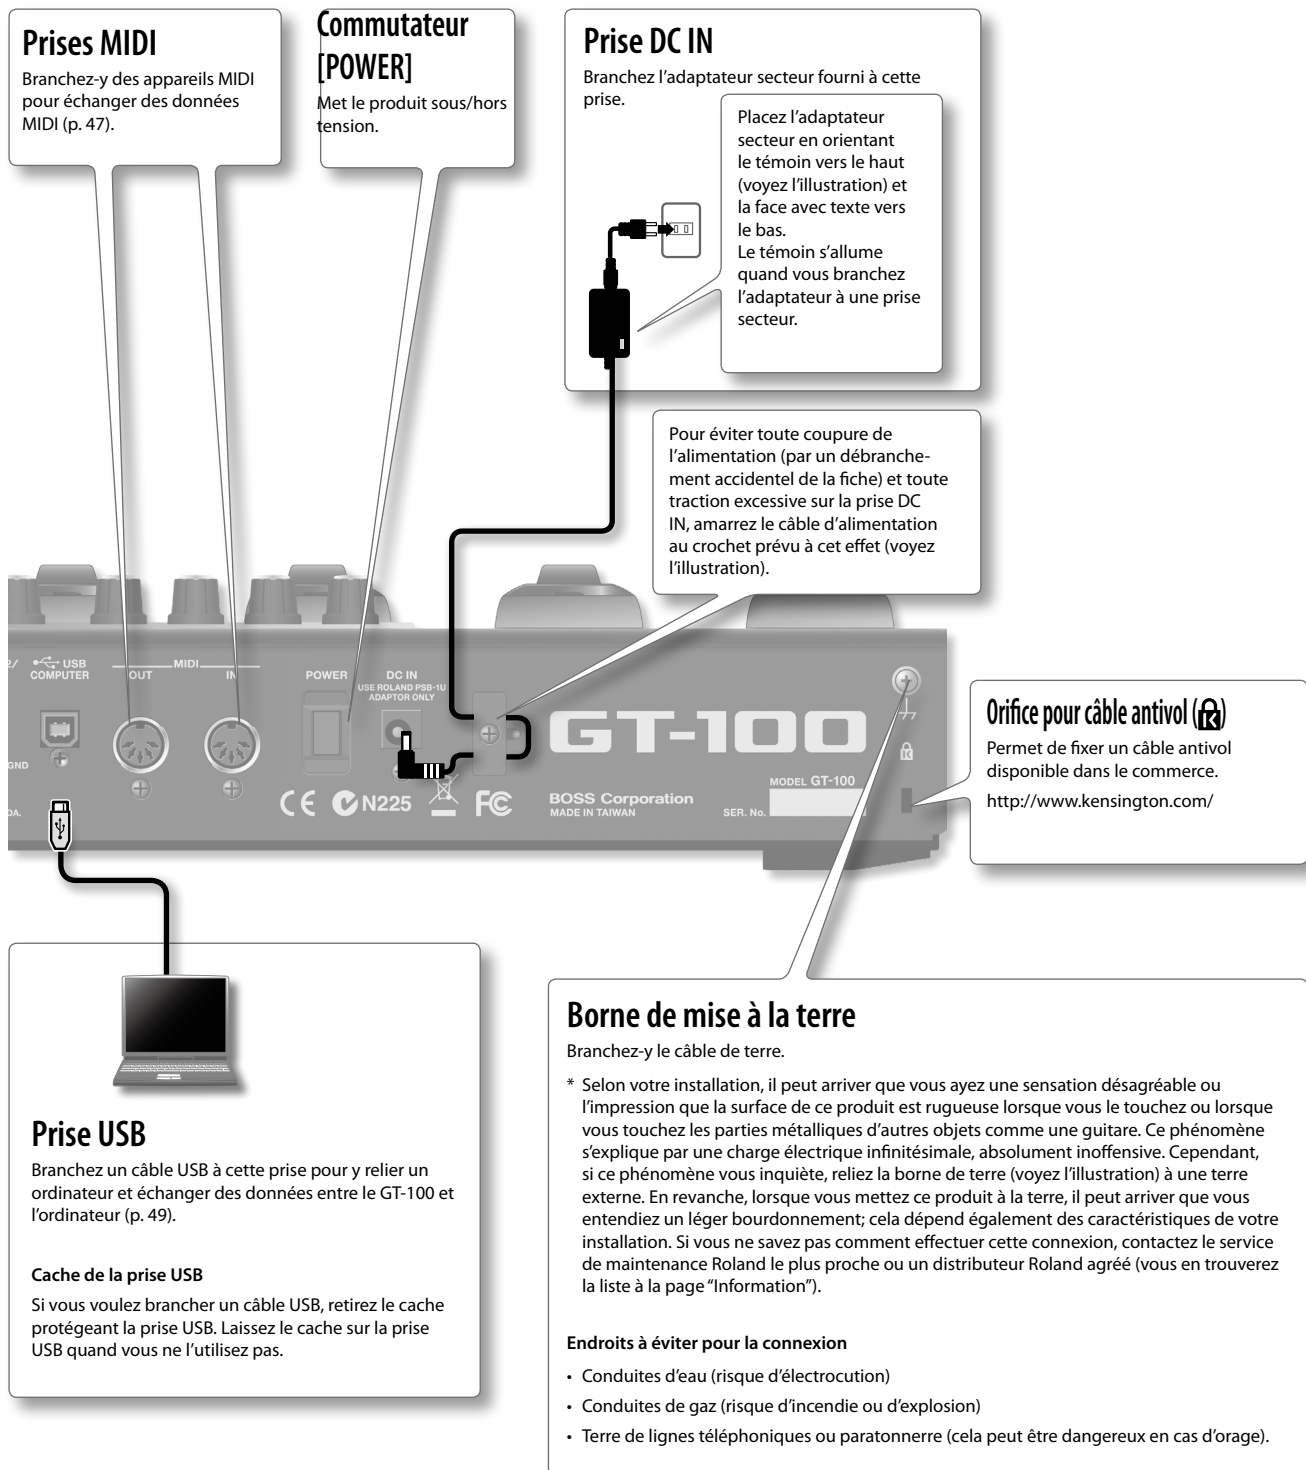 Prises MIDI
Branchez-y des appareils MIDI
pour échanger des données
MIDI (p. 47).
Commutateur
[POWER]
Met le produit sous/hors
tension.
Prise DC IN
Branchez l’adaptateur secteur fourni à cette
prise.
Placez l’adaptateur
secteur en orientant
le témoin vers le haut
(voyez l’illustration) et
la face avec texte vers
le bas.
Le témoin s’allume
quand vous branchez
l’adaptateur à une prise
secteur.
Pour éviter toute coupure de
l’alimentation (par un débranche-
ment accidentel de la fiche) et toute
traction excessive sur la prise DC
IN, amarrez le câble d’alimentation
au crochet prévu à cet effet (voyez
l’illustration).
2/
USB
COMPUTER
MIDI
OUT
IN
POWER
DC IN
USE ROLAND PSB-1U
ADAPTOR ONLY
GND
DA.
GT-100
K
CE N225 FC
BOSS Corporation
MADE IN TAIWAN
MODEL GT-100
SER. No.
Orifice pour câble antivol (K)
Permet de fixer un câble antivol
disponible dans le commerce.
http://www.kensington.com/
Prise USB
Branchez un câble USB à cette prise pour y relier un
ordinateur et échanger des données entre le GT-100 et
l’ordinateur (p. 49).
Cache de la prise USB
Si vous voulez brancher un câble USB, retirez le cache
protégeant la prise USB. Laissez le cache sur la prise
USB quand vous ne l’utilisez pas.
Borne de mise à la terre
Branchez-y le câble de terre.
* Selon votre installation, il peut arriver que vous ayez une sensation désagréable ou
l’impression que la surface de ce produit est rugueuse lorsque vous le touchez ou lorsque
vous touchez les parties métalliques d’autres objets comme une guitare. Ce phénomène
s’explique par une charge électrique infinitésimale, absolument inoffensive. Cependant,
si ce phénomène vous inquiète, reliez la borne de terre (voyez l’illustration) à une terre
externe. En revanche, lorsque vous mettez ce produit à la terre, il peut arriver que vous
entendiez un léger bourdonnement; cela dépend également des caractéristiques de votre
installation. Si vous ne savez pas comment effectuer cette connexion, contactez le service
de maintenance Roland le plus proche ou un distributeur Roland agréé (vous en trouverez
la liste à la page “Information”).
Endroits à éviter pour la connexion
• Conduites d’eau (risque d’électrocution)
• Conduites de gaz (risque d’incendie ou d’explosion)
• Terre de lignes téléphoniques ou paratonnerre (cela peut être dangereux en cas d’orage).